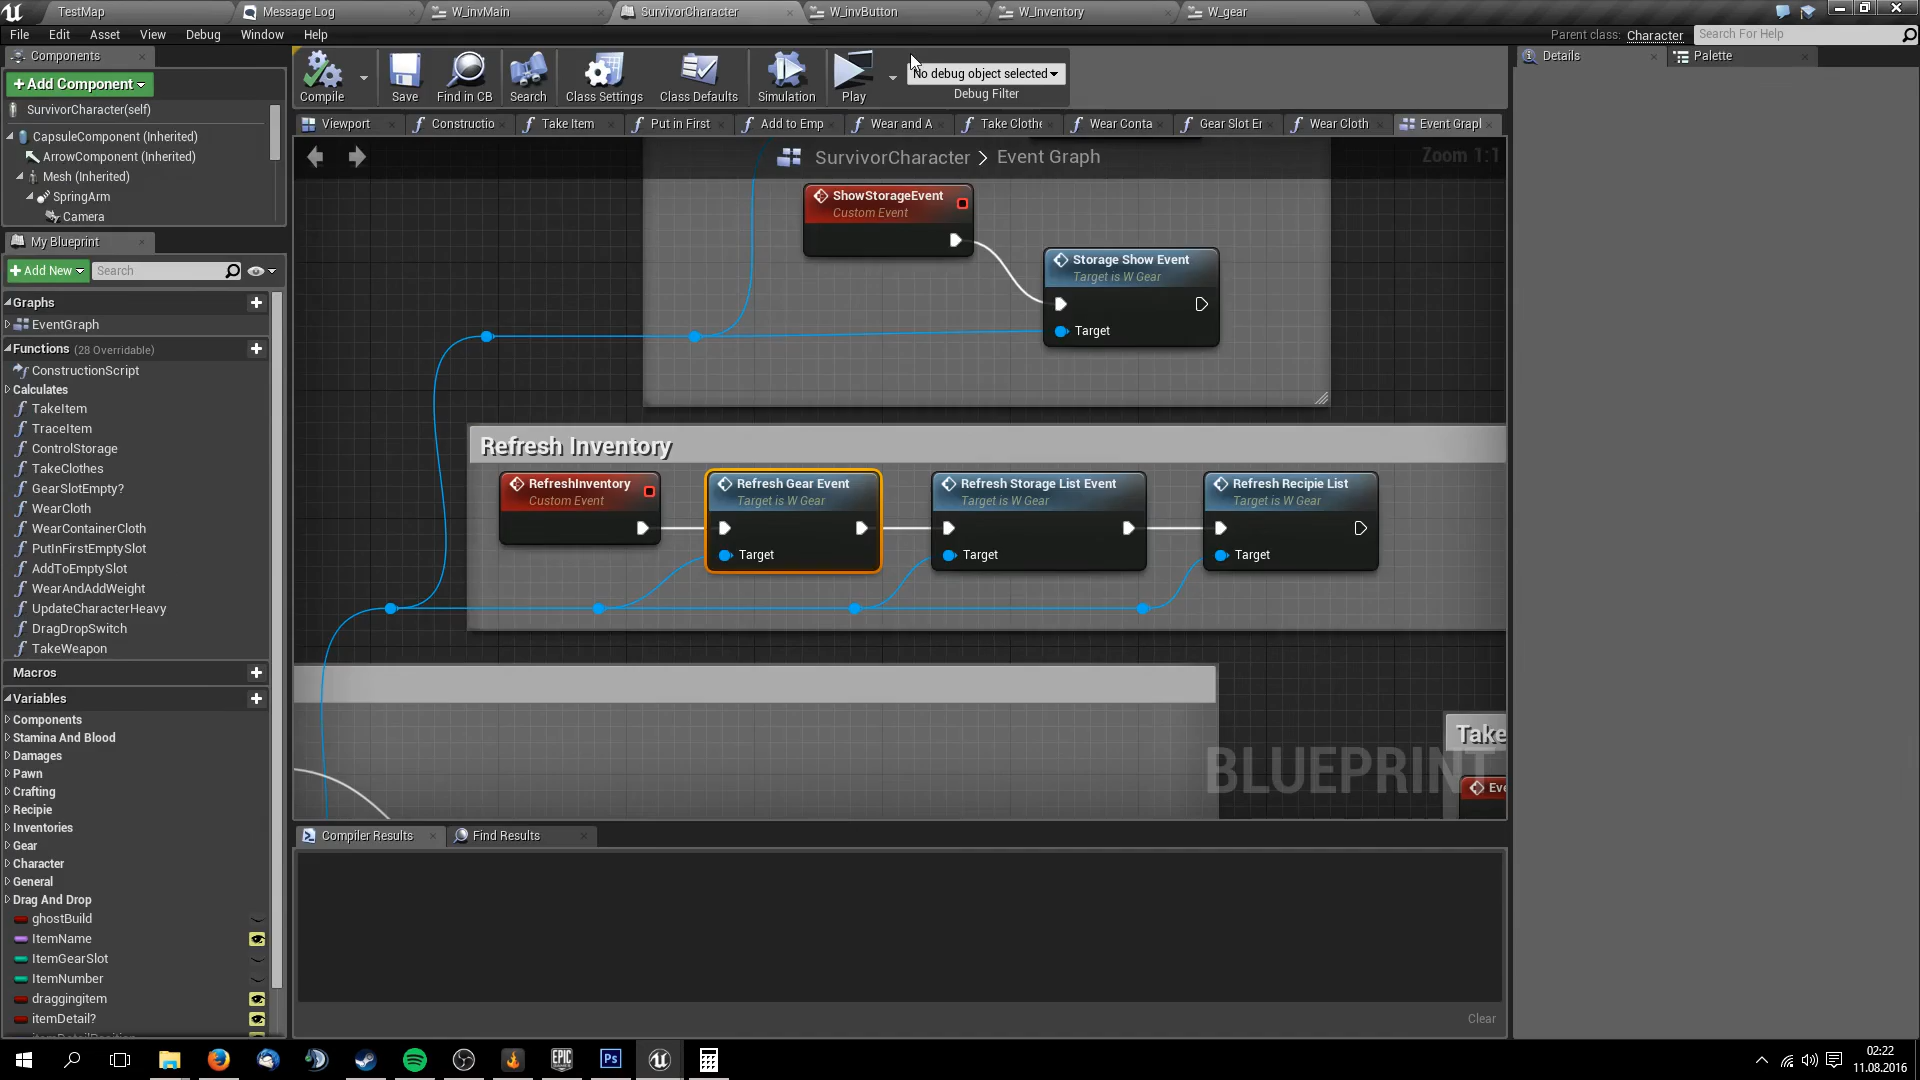 TestMap
Message Log
W_invMain
SurvivorCharacter
W_invButton
W_Inventory
W_gear
File Edit Asset View Debug Window Help
Parent class: Character
Search For Help
Components
Add Component
SurvivorCharacter(self)
CapsuleComponent (Inherited)
ArrowComponent (Inherited)
Mesh (Inherited)
SpringArm
Camera
Compile
Save
Find in CB
Search
Class Settings
Class Defaults
Simulation
Play
No debug object selected
Debug Filter
Details
Palette
Viewport
Constructio
Take Item
Put in First
Add to Emp
Wear and A
Take Clothe
Wear Conta
Gear Slot Er
Wear Cloth
Event Grapl
SurvivorCharacter > Event Graph
Zoom 1:1
My Blueprint
Add New
Search
Graphs
EventGraph
Functions (28 Overridable)
ConstructionScript
Calculates
TakeItem
TraceItem
ControlStorage
TakeClothes
GearSlotEmpty?
WearCloth
WearContainerCloth
PutInFirstEmptySlot
AddToEmptySlot
WearAndAddWeight
UpdateCharacterHeavy
DragDropSwitch
TakeWeapon
Macros
Variables
Components
Stamina And Blood
Damages
Pawn
Crafting
Recipie
Inventories
Gear
Character
General
Drag And Drop
ghostBuild
ItemName
ItemGearSlot
ItemNumber
draggingitem
itemDetail?
ShowStorageEvent
Custom Event
Storage Show Event
Target is W Gear
Target
Refresh Inventory
RefreshInventory
Custom Event
Refresh Gear Event
Target is W Gear
Target
Refresh Storage List Event
Target is W Gear
Target
Refresh Recipie List
Target is W Gear
Target
Take
Eve
BLUEPRINT
Compiler Results
Find Results
Clear
EPIC
Ps
02:22
11.08.2016